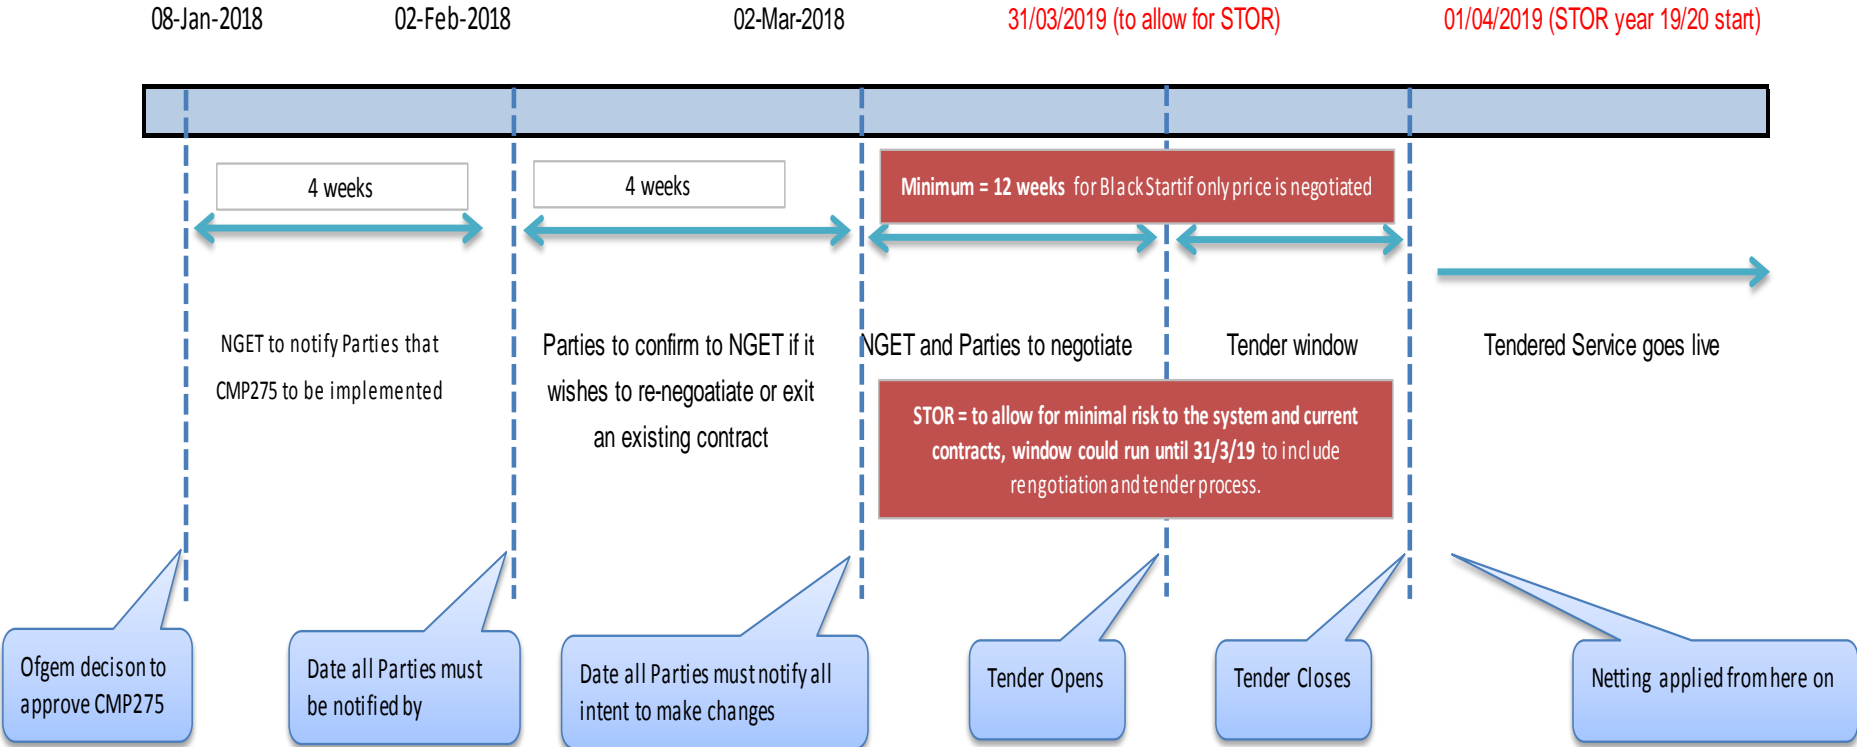 08-Jan-2018
02-Feb-2018
02-Mar-2018
31/03/2019 (to allow for STOR)
01/04/2019 (STOR year 19/20 start)
4 weeks
4 weeks
Minimum = 12 weeks for Black Startif only price is negotiated
NGET to notify Parties that
CMP275 to be implemented
Parties to confirm to NGET if it
wishes to re-negoatiate or exit
an existing contract
NGET and Parties to negotiate
Tender window
Tendered Service goes live
STOR = to allow for minimal risk to the system and current
contracts, window could run until 31/3/19 to include
rengotiation and tender process.
Ofgem decison to
approve CMP275
Date all Parties must
be notified by
Date all Parties must notify all
intent to make changes
Tender Opens
Tender Closes
Netting applied from here on